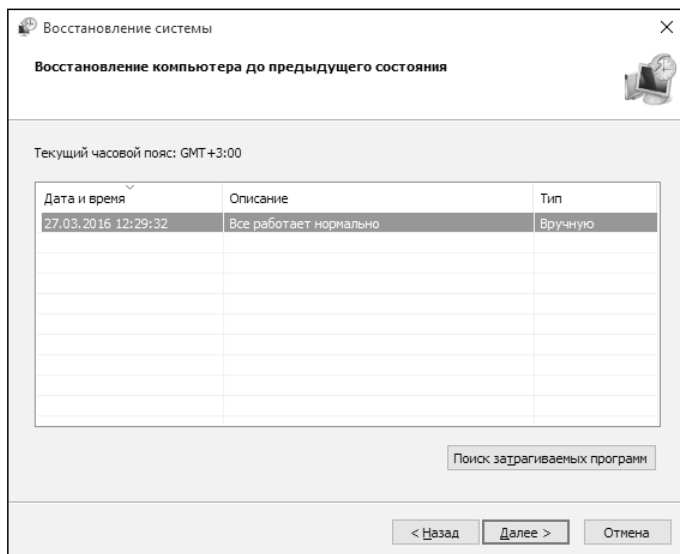 Восстановление системы
Восстановление компьютера до предыдущего состояния
Текущий часовой пояс: GMT+3:00
Дата и время Описание Тип
27.03.2016 12:29:32 Все работает нормально Вручную
Поиск затрагиваемых программ
< Назад Далее > Отмена